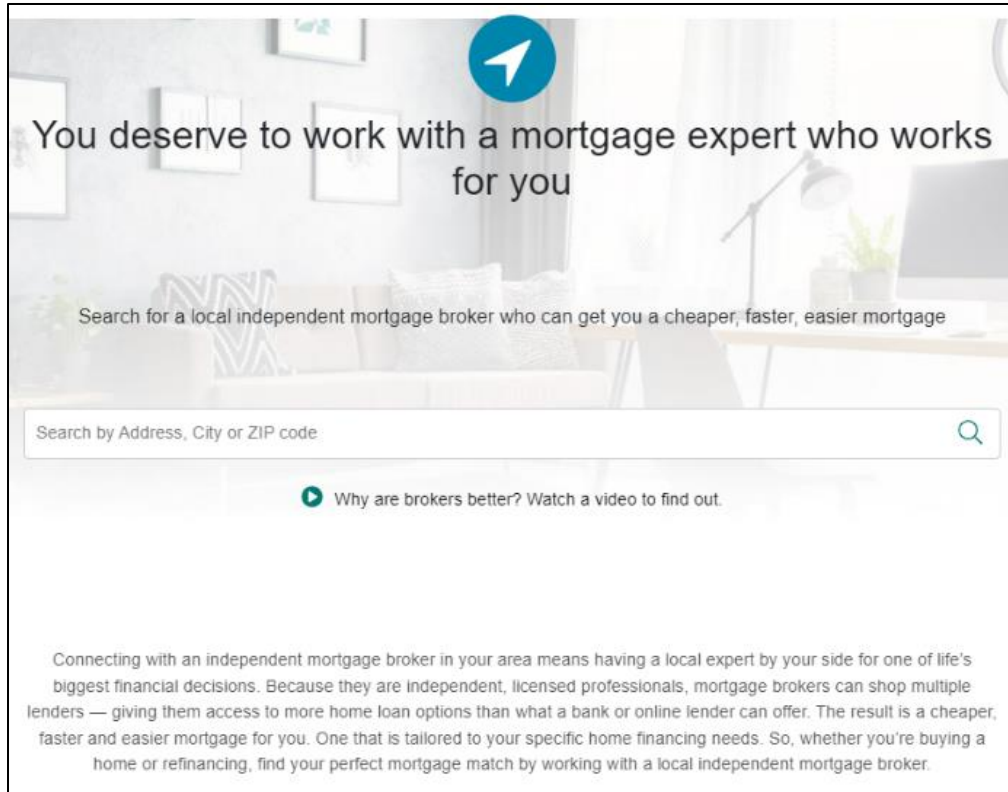 You deserve to work with a mortgage expert who works
for you
Search for a local independent mortgage broker who can get you a cheaper, faster, easier mortgage
Search by Address, City or ZIP code
Why are brokers better? Watch a video to find out.
Connecting with an independent mortgage broker in your area means having a local expert by your side for one of life's
biggest financial decisions. Because they are independent, licensed professionals, mortgage brokers can shop multiple
lenders — giving them access to more home loan options than what a bank or online lender can offer. The result is a cheaper,
faster and easier mortgage for you. One that is tailored to your specific home financing needs. So, whether you're buying a
home or refinancing, find your perfect mortgage match by working with a local independent mortgage broker.